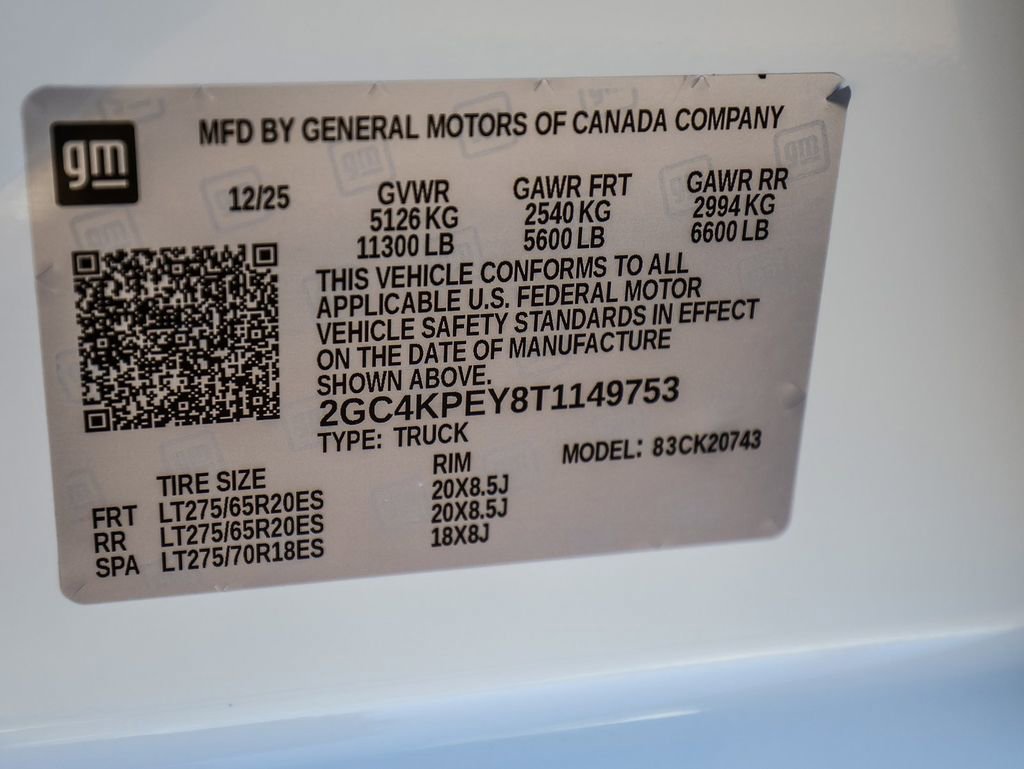 gm
MFD BY GENERAL MOTORS OF CANADA COMPANY
12/25
GVWR
5126 KG
11300 LB
GAWR FRT
2540 KG
5600 LB
GAWR RR
2994 KG
6600 LB
THIS VEHICLE CONFORMS TO ALL
APPLICABLE U.S. FEDERAL MOTOR
VEHICLE SAFETY STANDARDS IN EFFECT
ON THE DATE OF MANUFACTURE
SHOWN ABOVE.
2GC4KPEY8T1149753
TYPE: TRUCK
MODEL: 83CK20743
TIRE SIZE RIM
FRT LT275/65R20ES 20X8.5J
RR LT275/65R20ES 20X8.5J
SPA LT275/70R18ES 18X8J